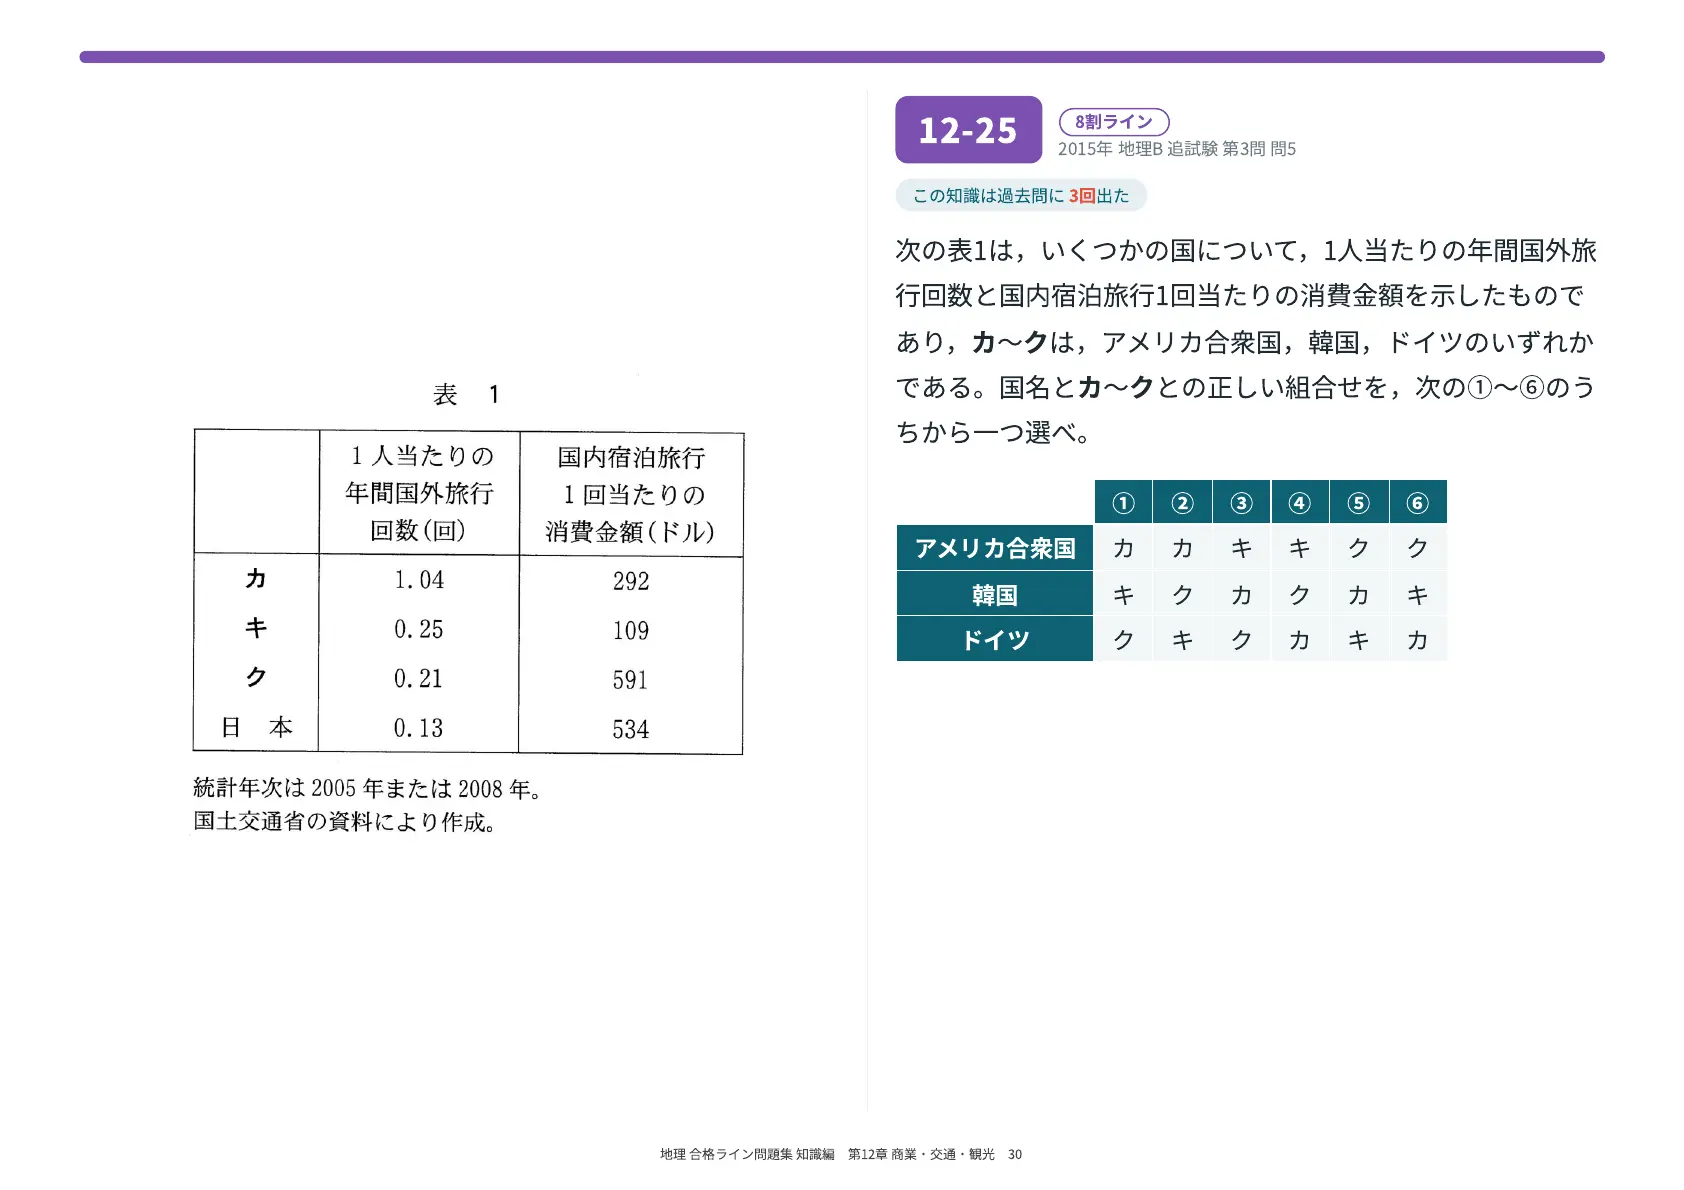 表 1
1人当たりの
年間国外旅行
回数(回)
国内宿泊旅行
1回当たりの
消費金額(ドル)
カ 1.04 292
キ 0.25 109
ク 0.21 591
日 本 0.13 534
統計年次は2005年または2008年。
国土交通省の資料により作成。
12-25
8割ライン
2015年 地理B 追試験 第3問 問5
この知識は過去問に 3回出た
次の表1は，いくつかの国について，1人当たりの年間国外旅
行回数と国内宿泊旅行1回当たりの消費金額を示したもので
あり，カ～クは，アメリカ合衆国，韓国，ドイツのいずれか
である。国名とカ～クとの正しい組合せを，次の①～⑥のう
ちから一つ選べ。
① ② ③ ④ ⑤ ⑥
アメリカ合衆国 カ カ キ キ ク ク
韓国 キ ク カ ク カ キ
ドイツ ク キ ク カ キ カ
地理 合格ライン問題集 知識編 第12章 商業・交通・観光 30